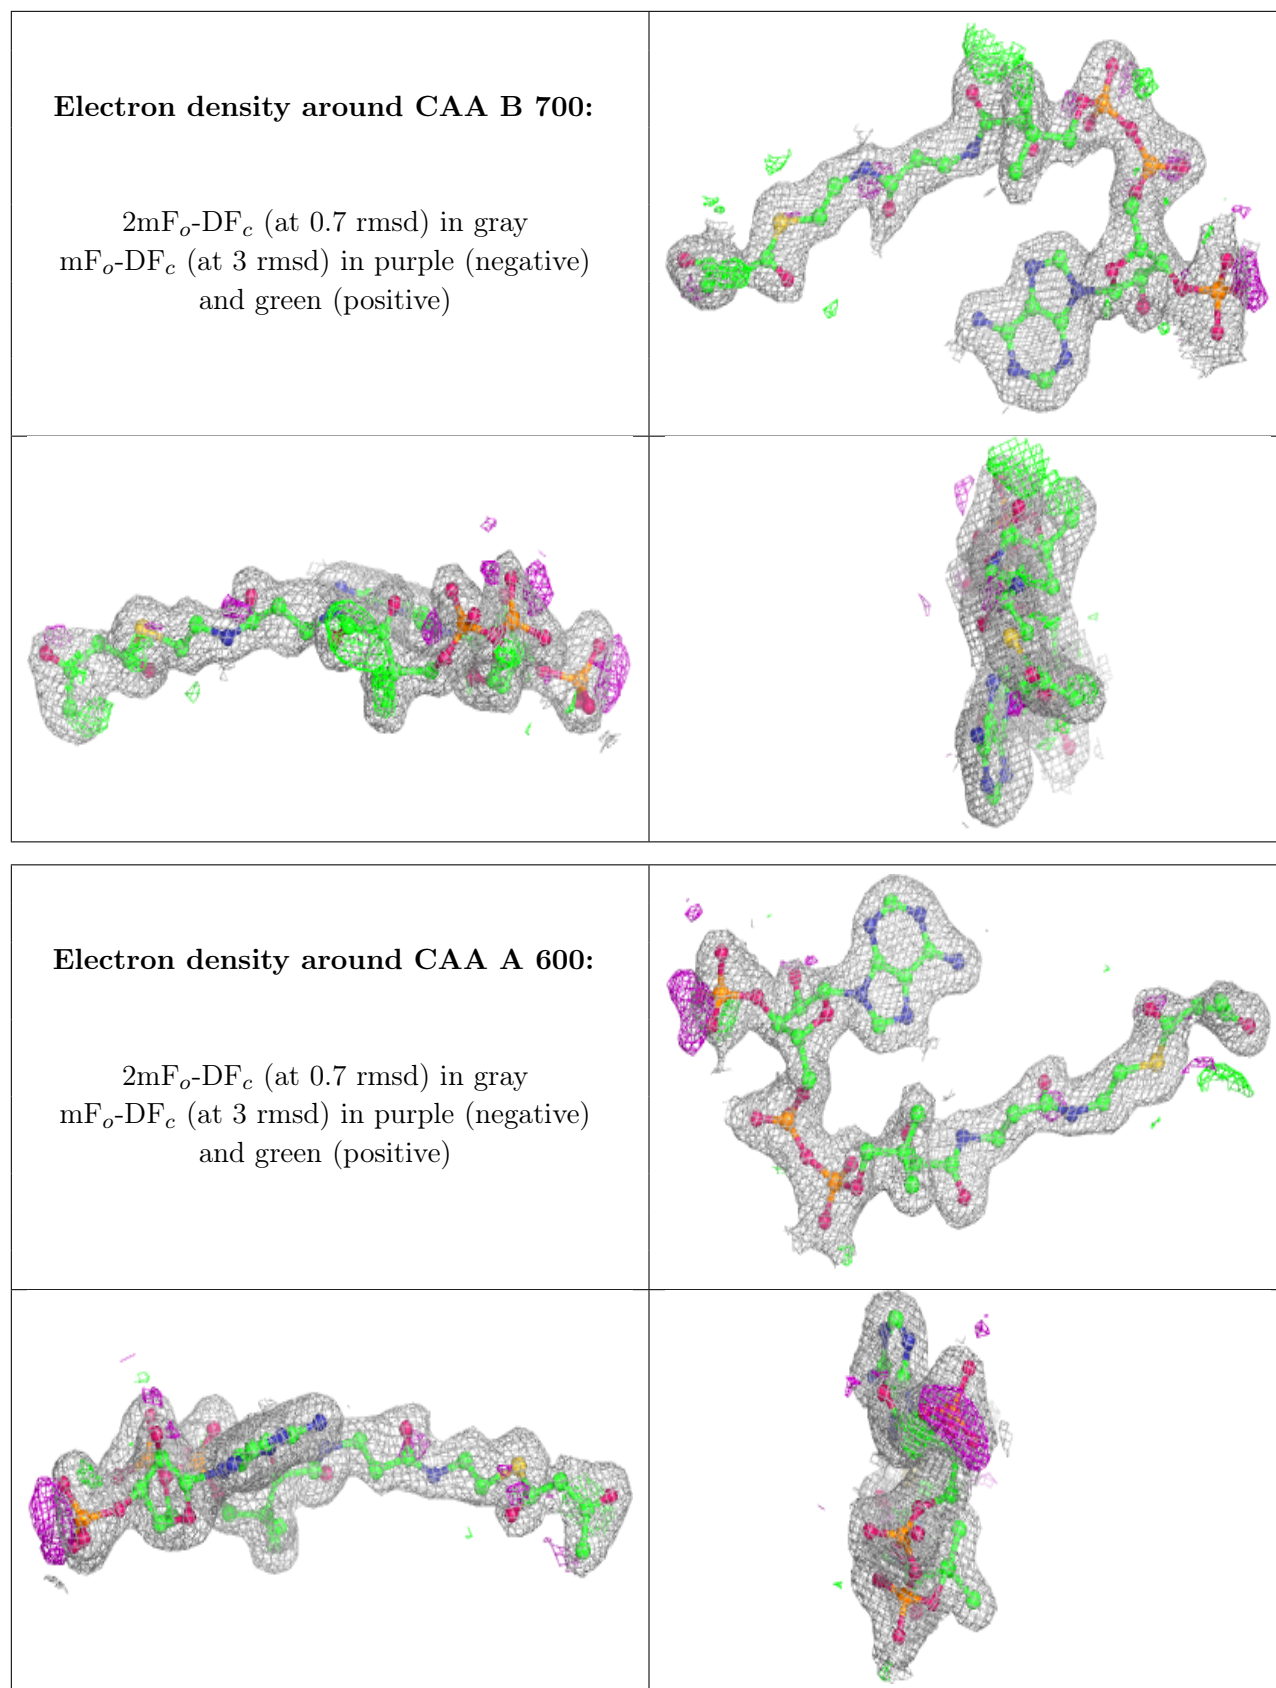 Electron density around CAA B 700:
2mFo-DFc (at 0.7 rmsd) in gray
mFo-DFc (at 3 rmsd) in purple (negative)
and green (positive)
Electron density around CAA A 600:
2mFo-DFc (at 0.7 rmsd) in gray
mFo-DFc (at 3 rmsd) in purple (negative)
and green (positive)